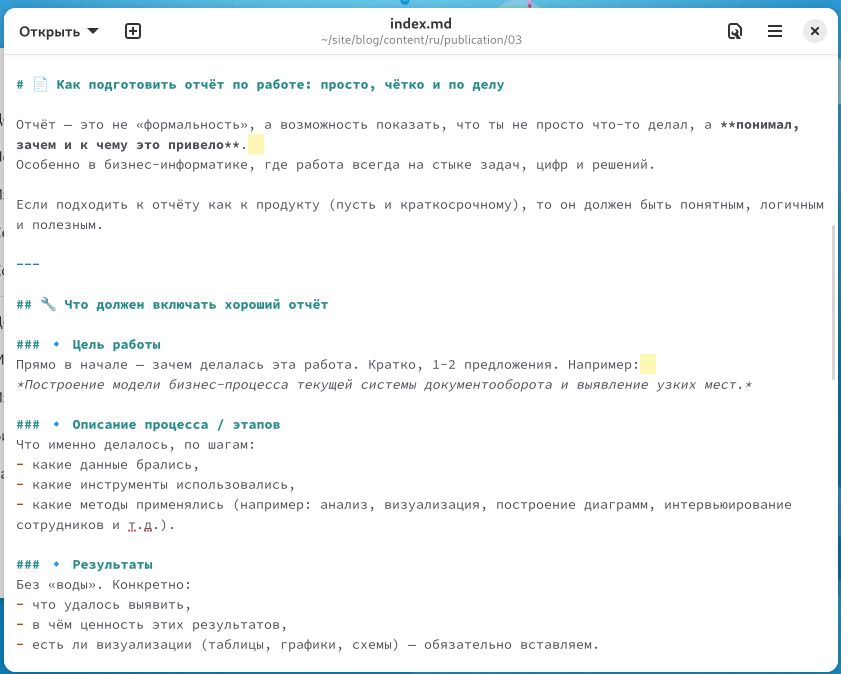 Открыть
index.md
~/site/blog/content/ru/publication/03
# 📄 Как подготовить отчёт по работе: просто, чётко и по делу
Отчёт — это не «формальность», а возможность показать, что ты не просто что-то делал, а **понимал,
зачем и к чему это привело**.
Особенно в бизнес-информатике, где работа всегда на стыке задач, цифр и решений.
Если подходить к отчёту как к продукту (пусть и краткосрочному), то он должен быть понятным, логичным
и полезным.
---
## 🔧 Что должен включать хороший отчёт
### 🔹 Цель работы
Прямо в начале — зачем делалась эта работа. Кратко, 1-2 предложения. Например:
*Построение модели бизнес-процесса текущей системы документооборота и выявление узких мест.*
### 🔹 Описание процесса / этапов
Что именно делалось, по шагам:
- какие данные брались,
- какие инструменты использовались,
- какие методы применялись (например: анализ, визуализация, построение диаграмм, интервьюирование
сотрудников и т.д.).
### 🔹 Результаты
Без «воды». Конкретно:
- что удалось выявить,
- в чём ценность этих результатов,
- есть ли визуализации (таблицы, графики, схемы) — обязательно вставляем.